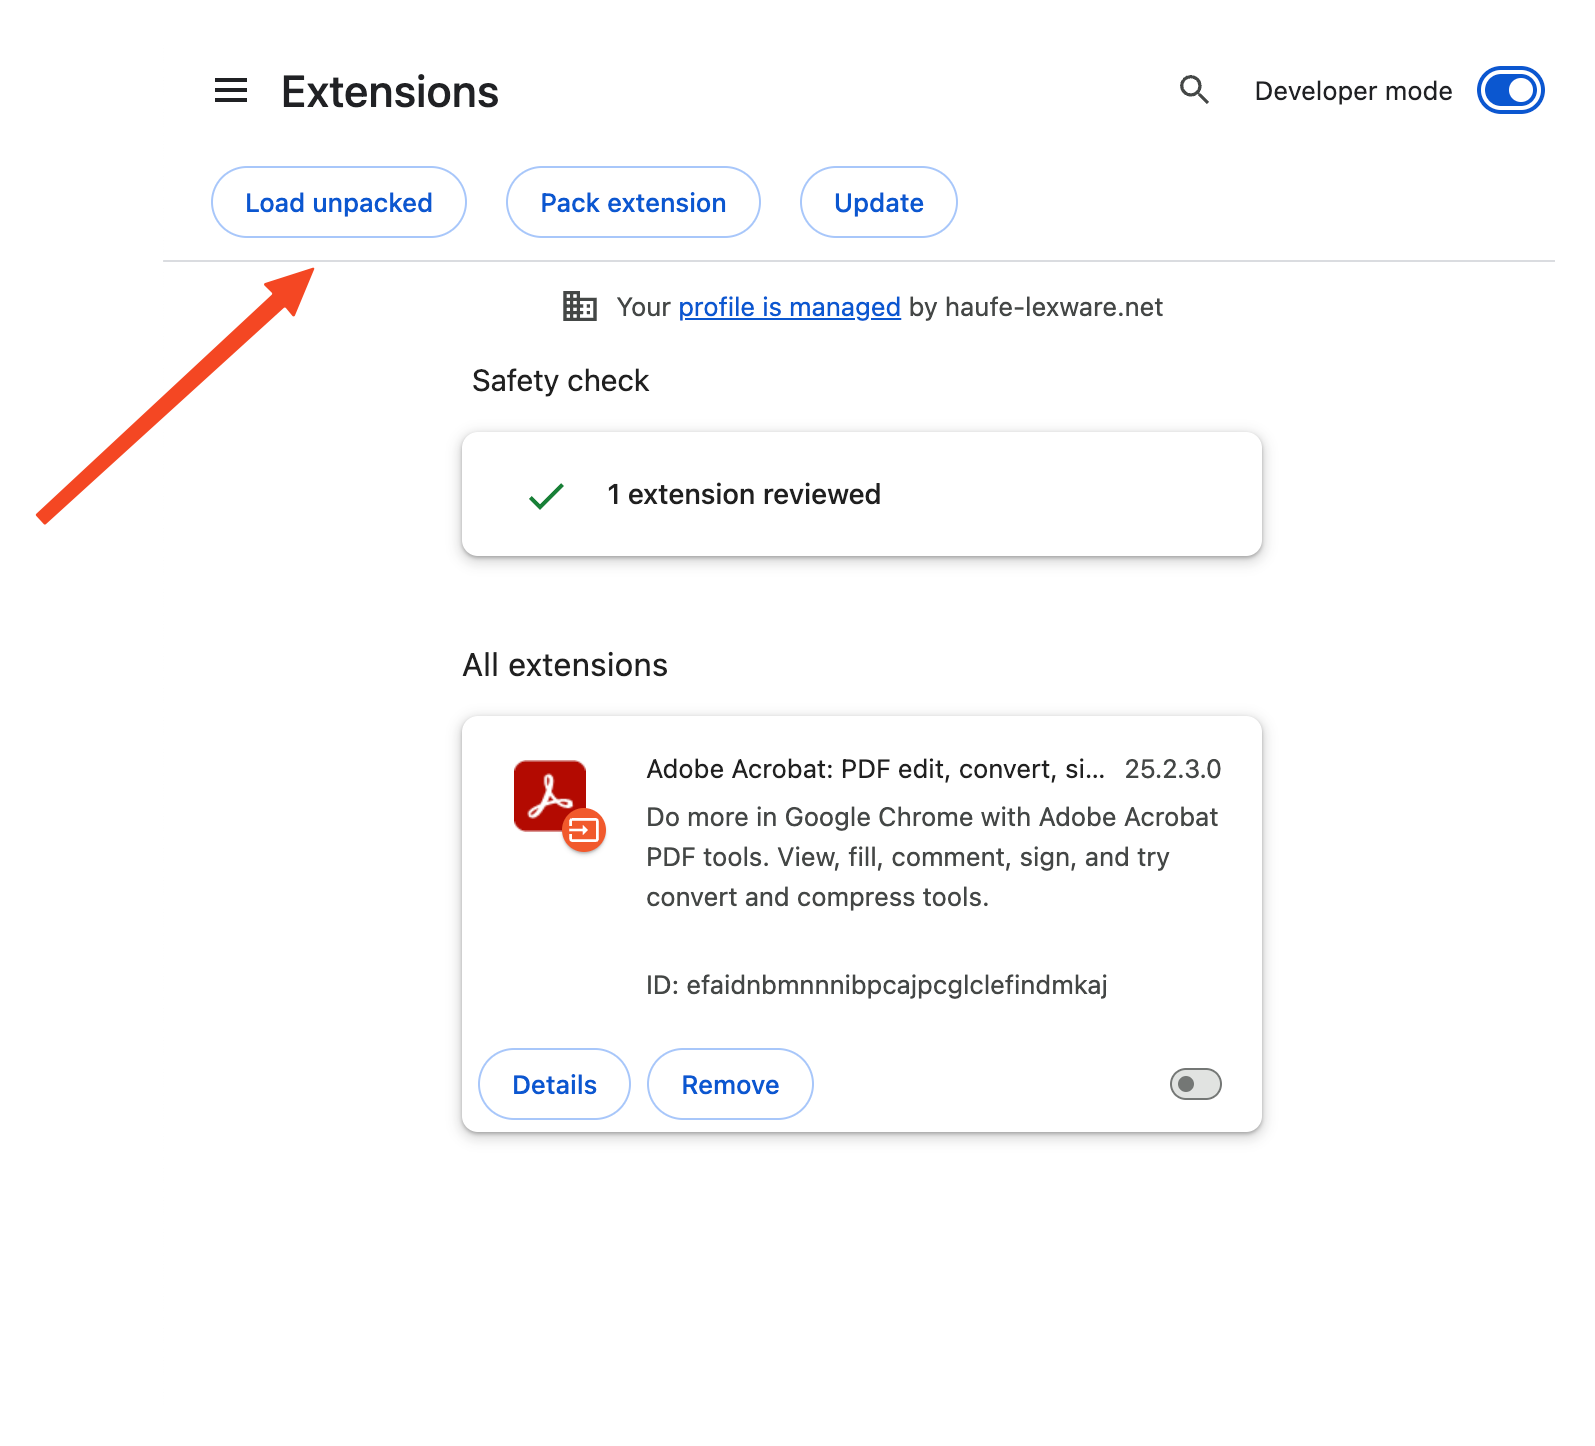 Extensions
Developer mode
Load unpacked
Pack extension
Update
Your profile is managed by haufe-lexware.net
Safety check
1 extension reviewed
All extensions
Adobe Acrobat: PDF edit, convert, si... 25.2.3.0
Do more in Google Chrome with Adobe Acrobat
PDF tools. View, fill, comment, sign, and try
convert and compress tools.
ID: efaidnbmnnnibpcajpcglclefindmkaj
Details
Remove